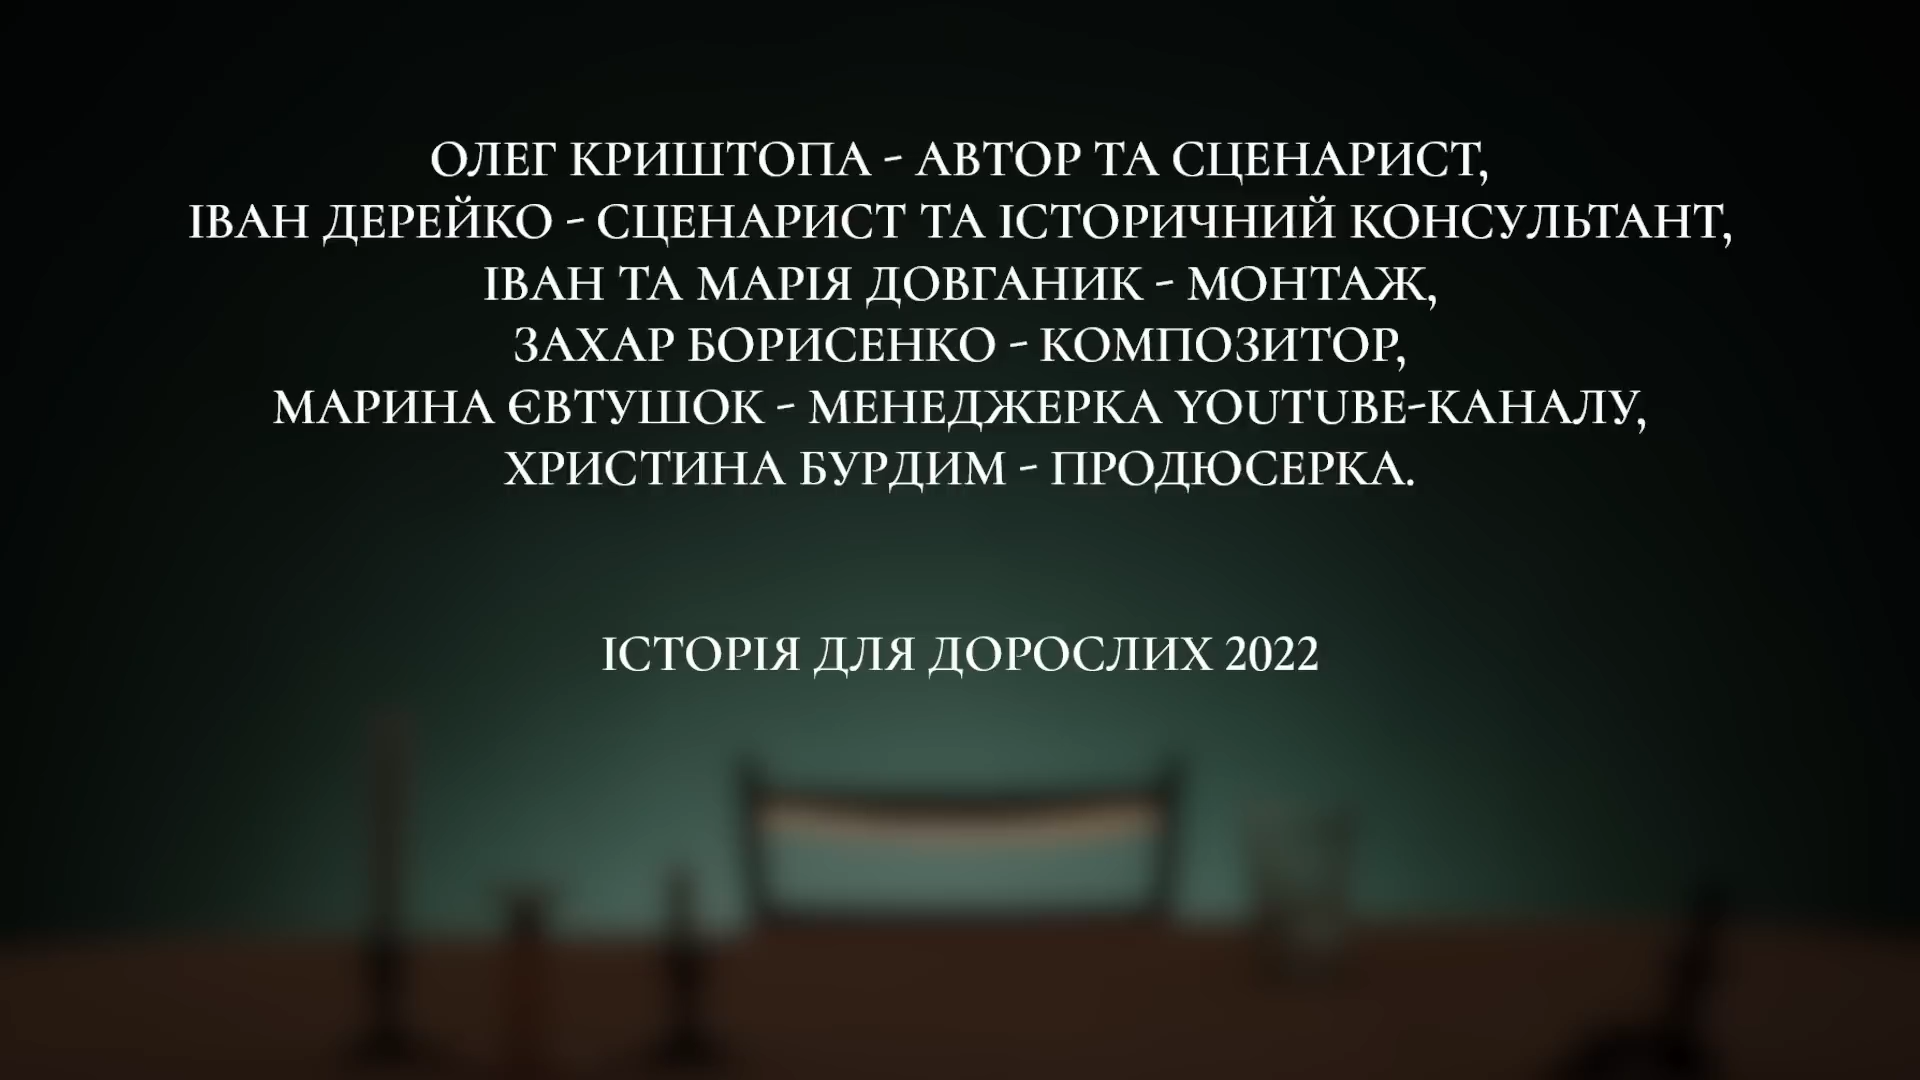 ОЛЕГ КРИШТОПА - АВТОР ТА СЦЕНАРИСТ,
ІВАН ДЕРЕЙКО - СЦЕНАРИСТ ТА ІСТОРИЧНИЙ КОНСУЛЬТАНТ,
ІВАН ТА МАРІЯ ДОВГАНИК - МОНТАЖ,
ЗАХАР БОРИСЕНКО - КОМПОЗИТОР,
МАРИНА ЄВТУШОК - МЕНЕДЖЕРКА YOUTUBE-КАНАЛУ,
ХРИСТИНА БУРДИМ - ПРОДЮСЕРКА.
ІСТОРІЯ ДЛЯ ДОРОСЛИХ 2022